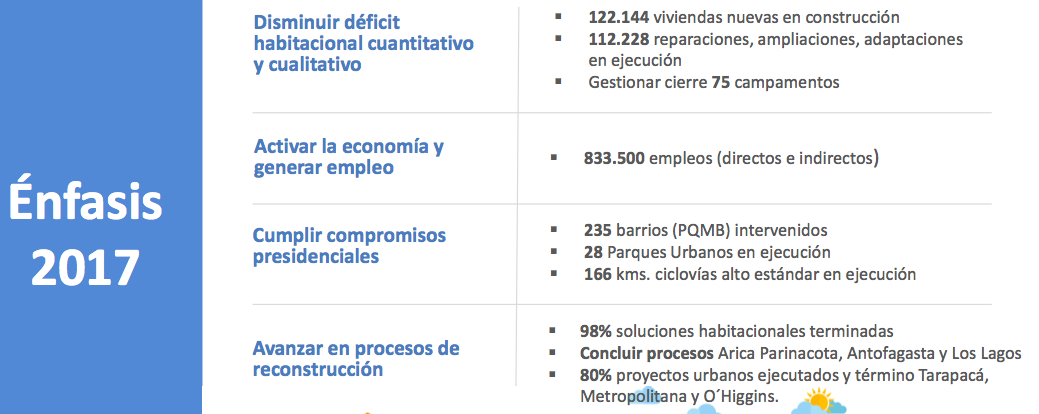 Énfasis
2017
Disminuir déficit
habitacional cuantitativo
y cualitativo
▪ 122.144 viviendas nuevas en construcción
▪ 112.228 reparaciones, ampliaciones, adaptaciones
en ejecución
▪ Gestionar cierre 75 campamentos
Activar la economía y
generar empleo
▪ 833.500 empleos (directos e indirectos)
Cumplir compromisos
presidenciales
▪ 235 barrios (PQMB) intervenidos
▪ 28 Parques Urbanos en ejecución
▪ 166 kms. ciclovías alto estándar en ejecución
Avanzar en procesos de
reconstrucción
▪ 98% soluciones habitacionales terminadas
▪ Concluir procesos Arica Parinacota, Antofagasta y Los Lagos
▪ 80% proyectos urbanos ejecutados y término Tarapacá,
Metropolitana y O´Higgins.